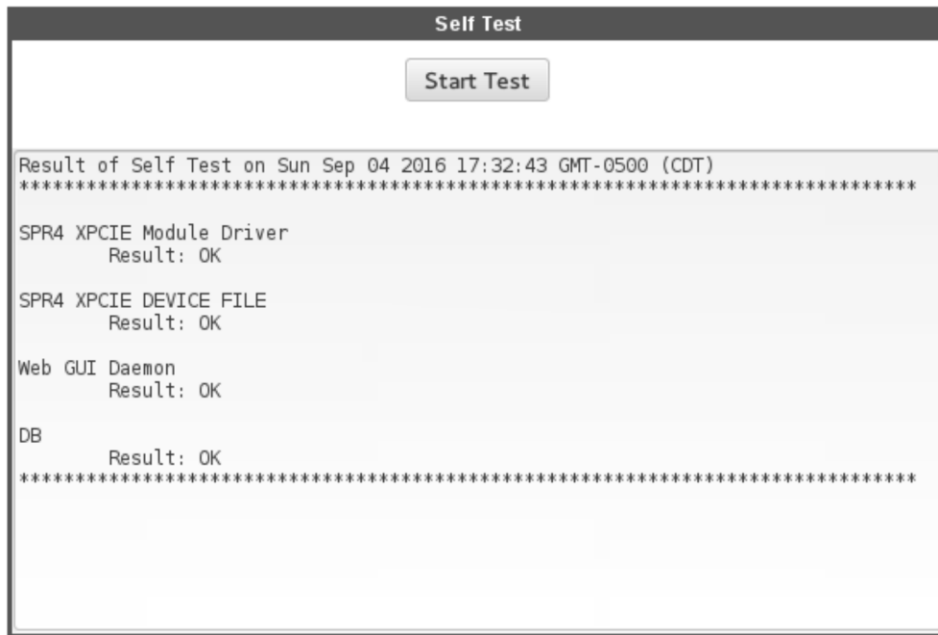 Self Test
Start Test
Result of Self Test on Sun Sep 04 2016 17:32:43 GMT-0500 (CDT)
********************************************************************************
SPR4 XPCIE Module Driver
Result: OK
SPR4 XPCIE DEVICE FILE
Result: OK
Web GUI Daemon
Result: OK
DB
Result: OK
********************************************************************************